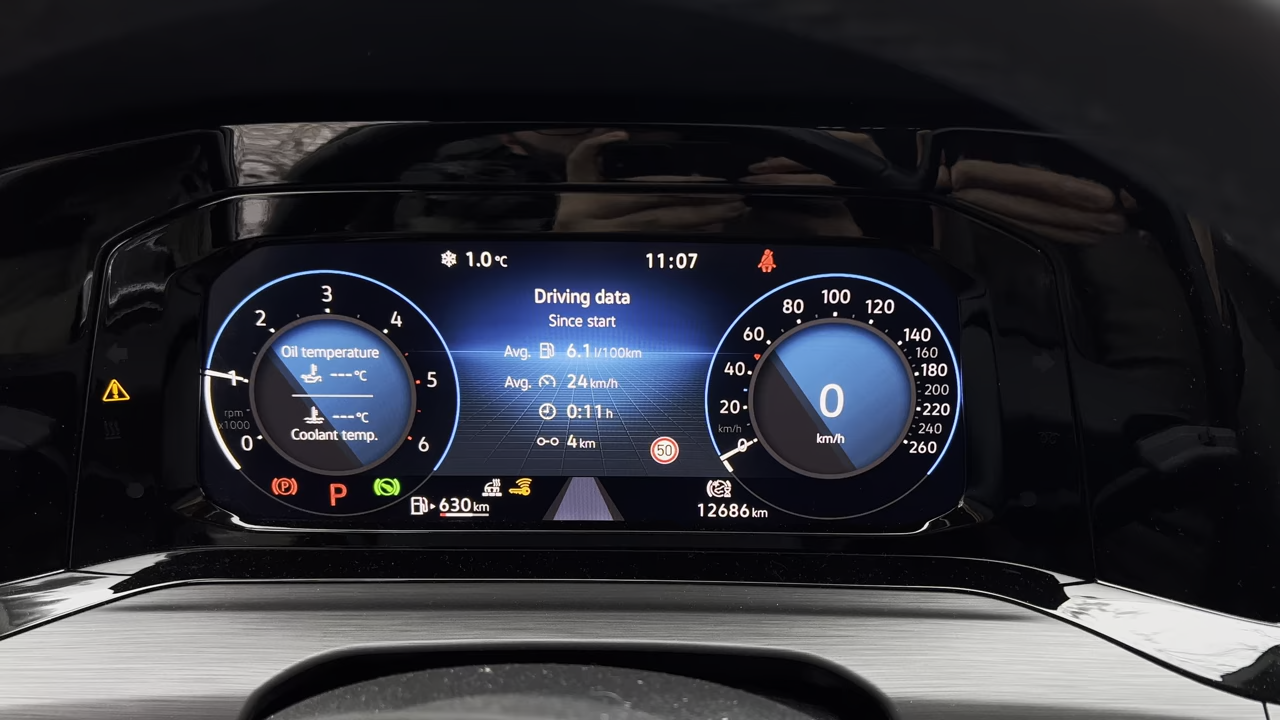 1.0 °C
11:07
Driving data
Since start
Avg. 6.1 l/100km
Avg. 24 km/h
0:11 h
4 km
50
0
1
2
3
4
5
6
rpm
x1000
Oil temperature
--- °C
--- °C
Coolant temp.
0
20
40
60
80
100
120
140
160
180
200
220
240
260
km/h
0
km/h
P
P
630 km
12686 km